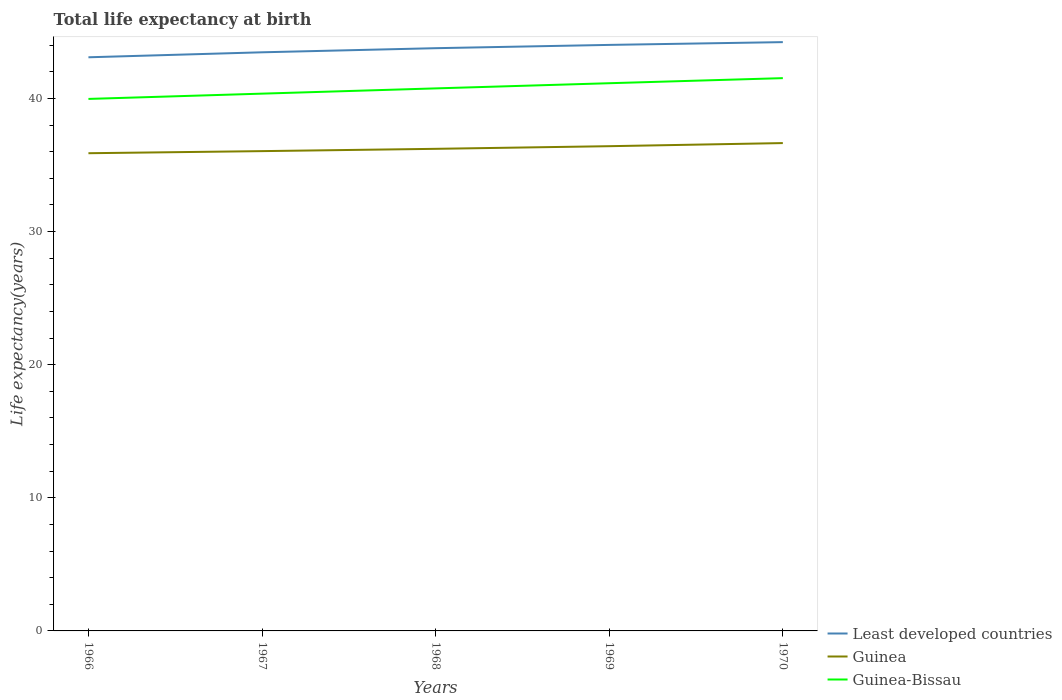 Total life expectancy at birth
Life expectancy(years)
40
30
20
10
0
1966
1967
1968
1969
1970
Years
Least developed countries
Guinea
Guinea-Bissau